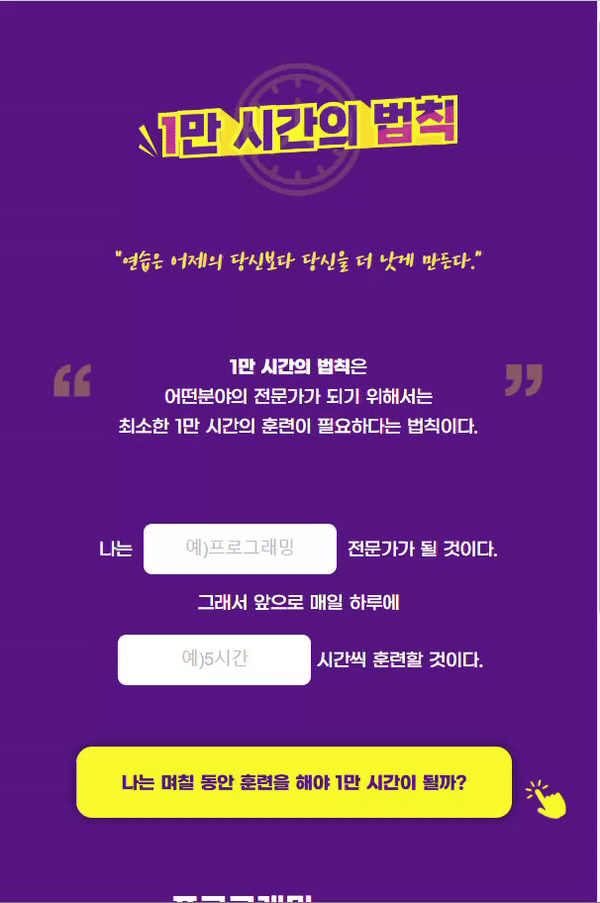 1만 시간의 법칙
"연습은 어제의 당신보다 당신을 더 낫게 만든다."
“ 1만 시간의 법칙은 ”
어떤분야의 전문가가 되기 위해서는
최소한 1만 시간의 훈련이 필요하다는 법칙이다.
나는 예)프로그래밍 전문가가 될 것이다.
그래서 앞으로 매일 하루에
예)5시간 시간씩 훈련할 것이다.
나는 며칠 동안 훈련을 해야 1만 시간이 될까?
프로그래밍